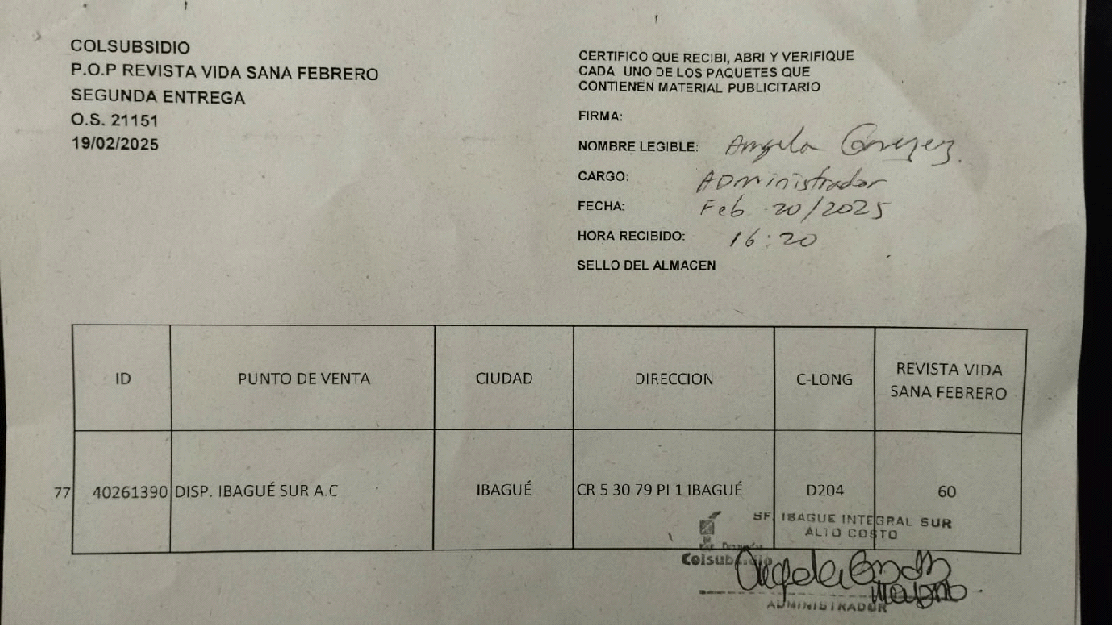 COLSUBSIDIO
P.O.P REVISTA VIDA SANA FEBRERO
SEGUNDA ENTREGA
O.S. 21151
19/02/2025
CERTIFICO QUE RECIBI, ABRI Y VERIFIQUE
CADA UNO DE LOS PAQUETES QUE
CONTIENEN MATERIAL PUBLICITARIO
FIRMA:
NOMBRE LEGIBLE: Angela
CARGO: ADministrador
FECHA: Feb 20/2025
HORA RECIBIDO: 16:20
SELLO DEL ALMACEN
ID PUNTO DE VENTA CIUDAD DIRECCION C-LONG REVISTA VIDA
SANA FEBRERO
77 40261390 DISP. IBAGUÉ SUR A.C IBAGUÉ CR 5 30 79 PI 1 IBAGUÉ D204 60
SF. IBAGUE INTEGRAL SUR
ALTO COSTO
Colsubsidio
ADMINISTRADOR